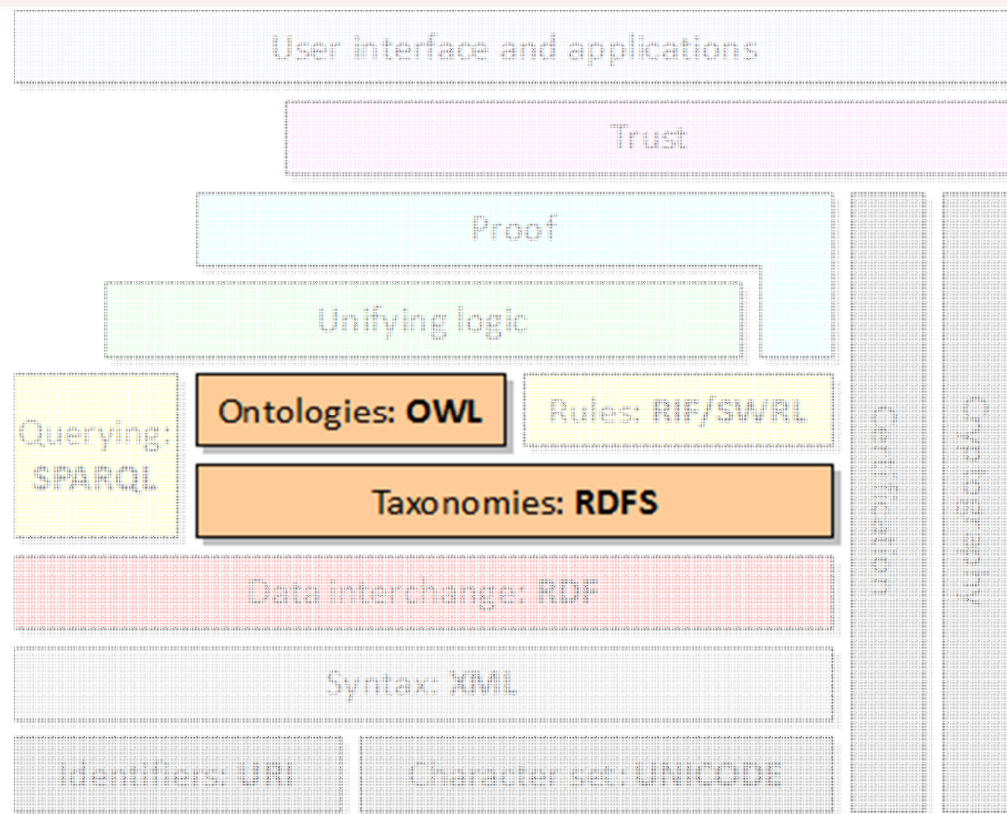 User interface and applications
Trust
Proof
Unifying logic
Querying:
SPARQL
Ontologies: OWL
Rules: RIF/SWRL
Taxonomies: RDFS
Data interchange: RDF
Syntax: XML
Identifiers: URI
Character set: UNICODE
Cryptography